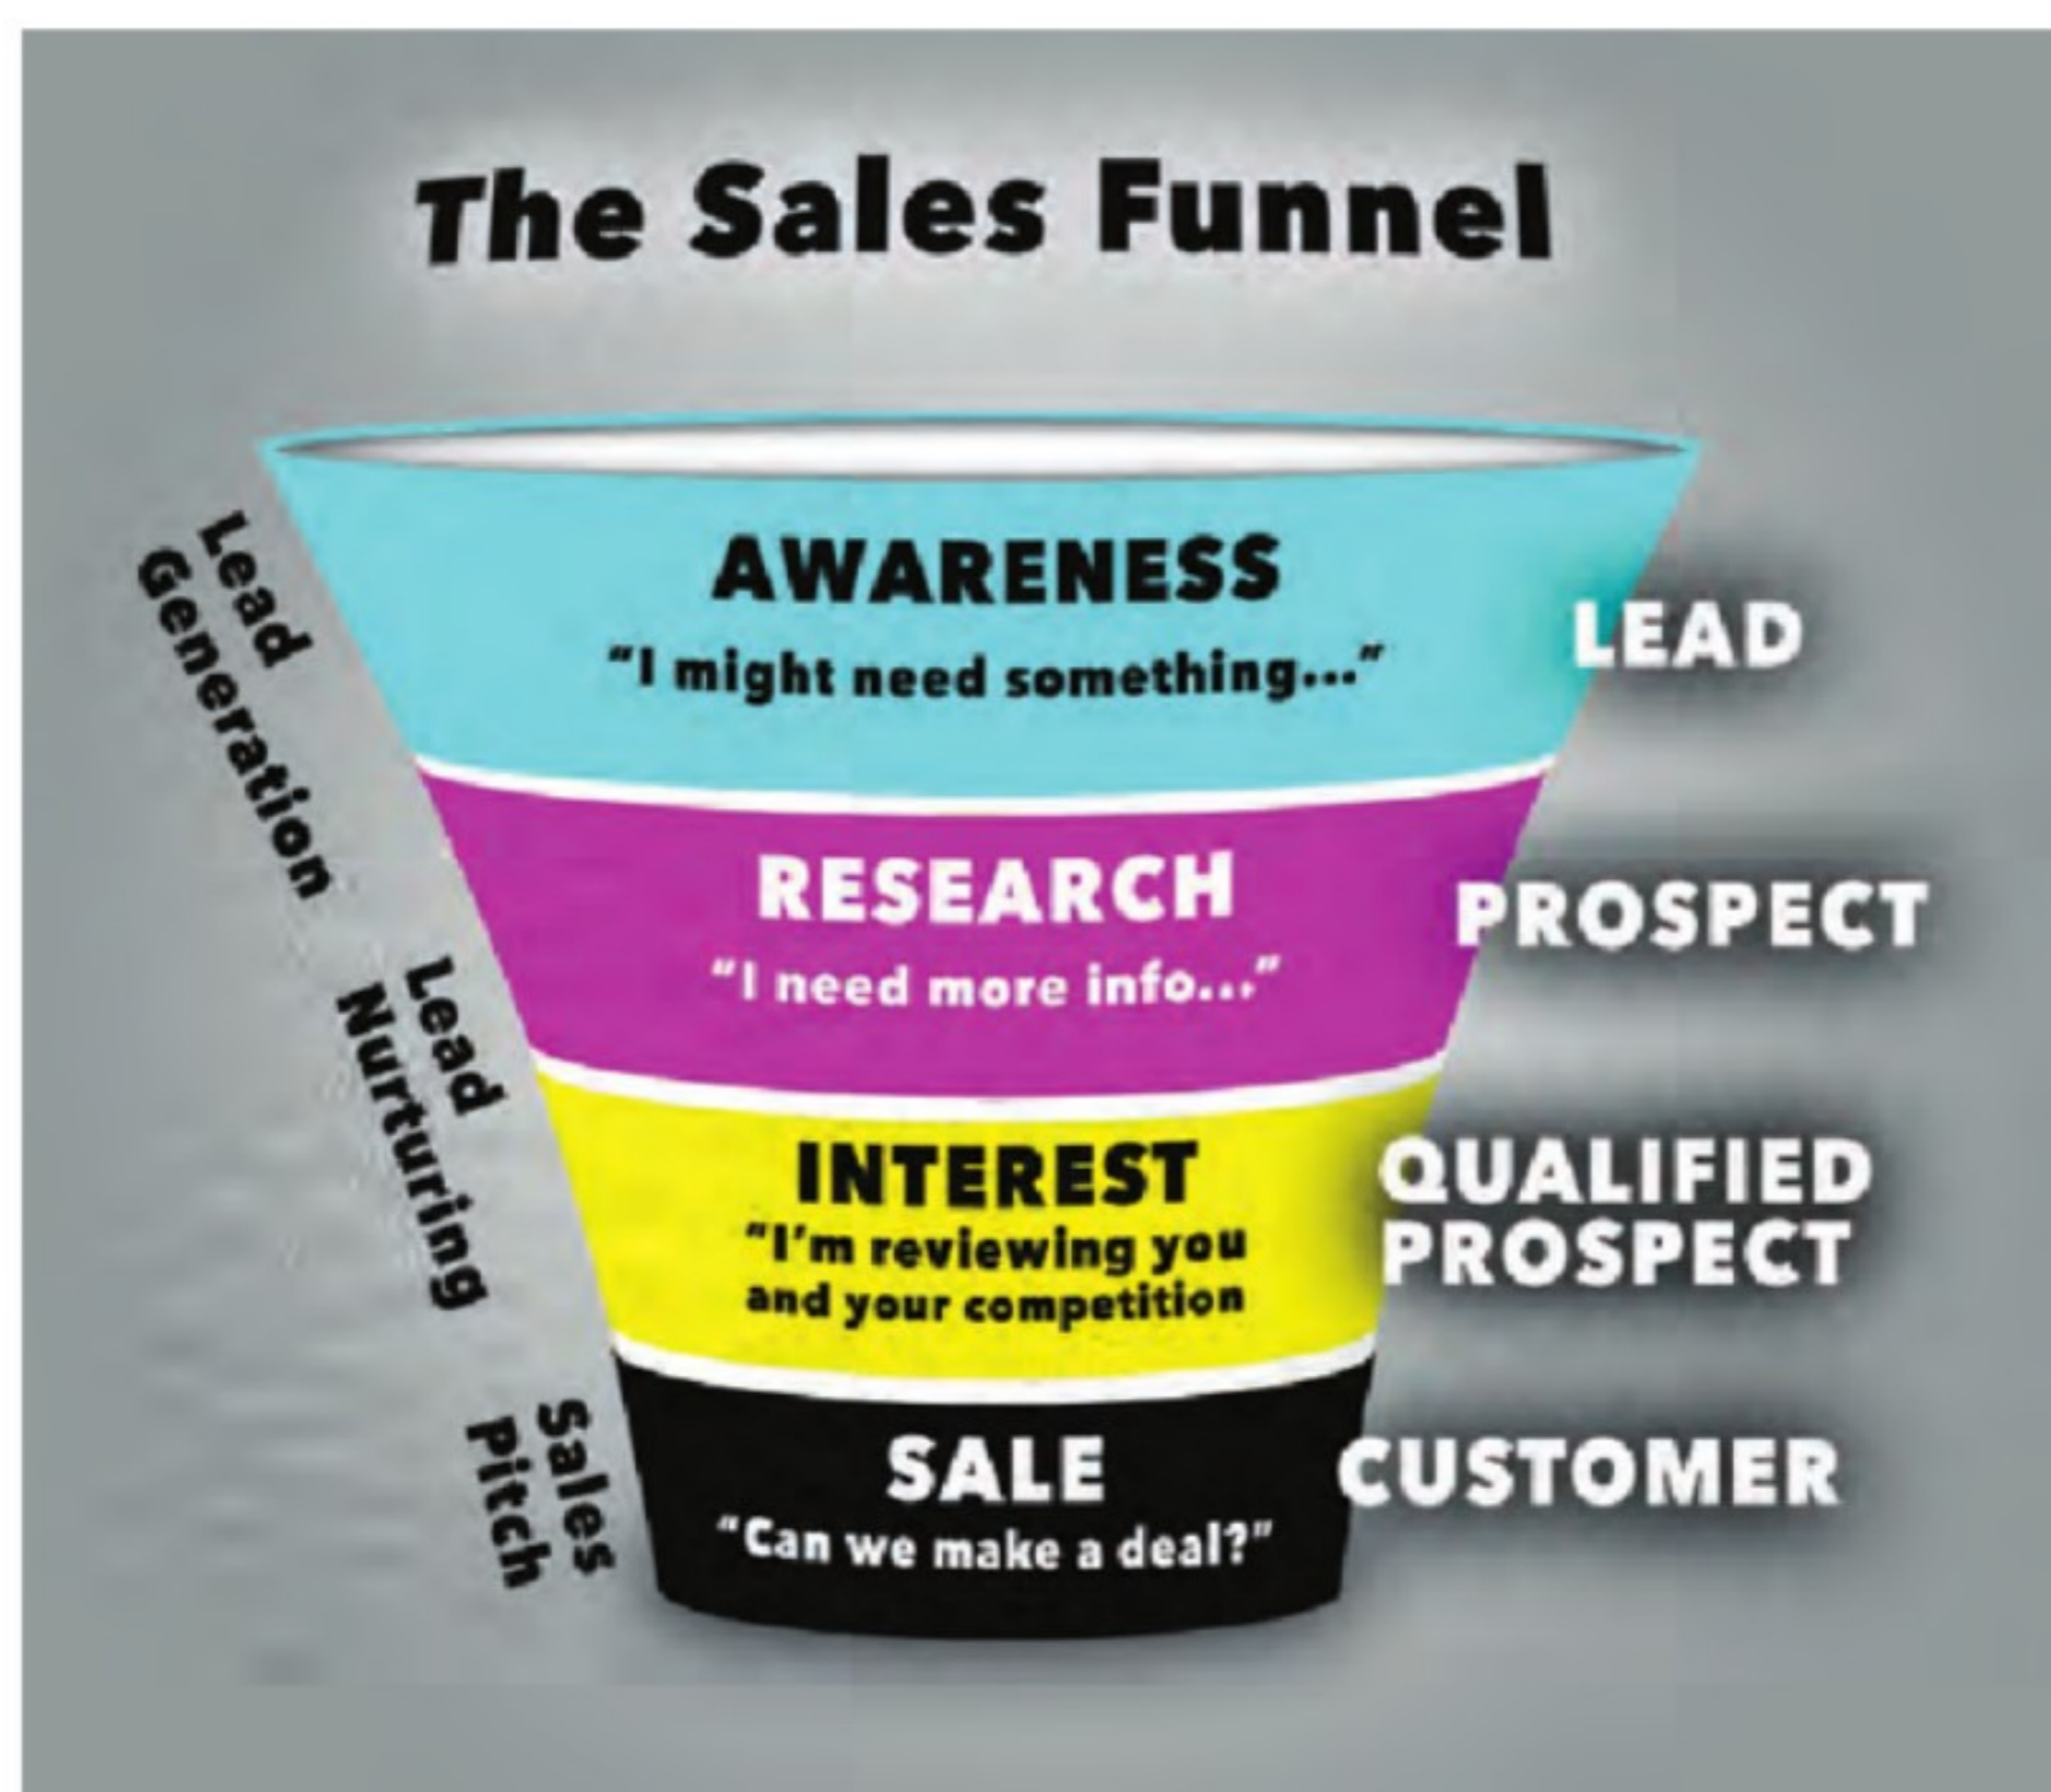 The Sales Funnel
AWARENESS
"I might need something..."
LEAD
Lead
Generation
RESEARCH
"I need more info..."
PROSPECT
Lead
Nurturing
INTEREST
"I'm reviewing you
and your competition
QUALIFIED
PROSPECT
Sales
Pitch
SALE
"Can we make a deal?"
CUSTOMER